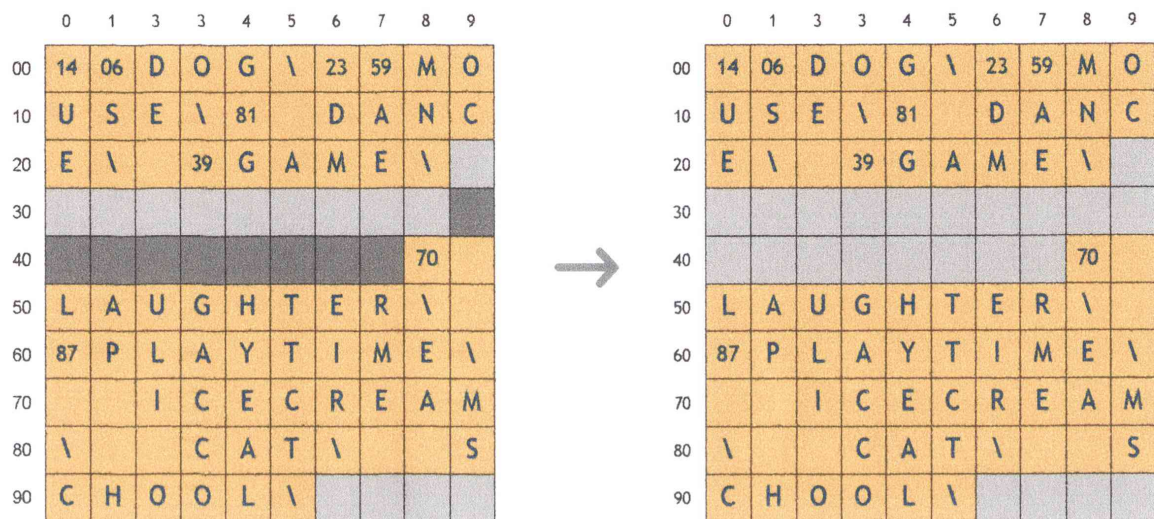 0 1 3 3 4 5 6 7 8 9
00 14 06 D O G \ 23 59 M O
10 U S E \ 81 D A N C
20 E \ 39 G A M E \
30
40 70
50 L A U G H T E R \
60 87 P L A Y T I M E \
70 I C E C R E A M
80 \ C A T \ S
90 C H O O L \
0 1 3 3 4 5 6 7 8 9
00 14 06 D O G \ 23 59 M O
10 U S E \ 81 D A N C
20 E \ 39 G A M E \
30
40 70
50 L A U G H T E R \
60 87 P L A Y T I M E \
70 I C E C R E A M
80 \ C A T \ S
90 C H O O L \